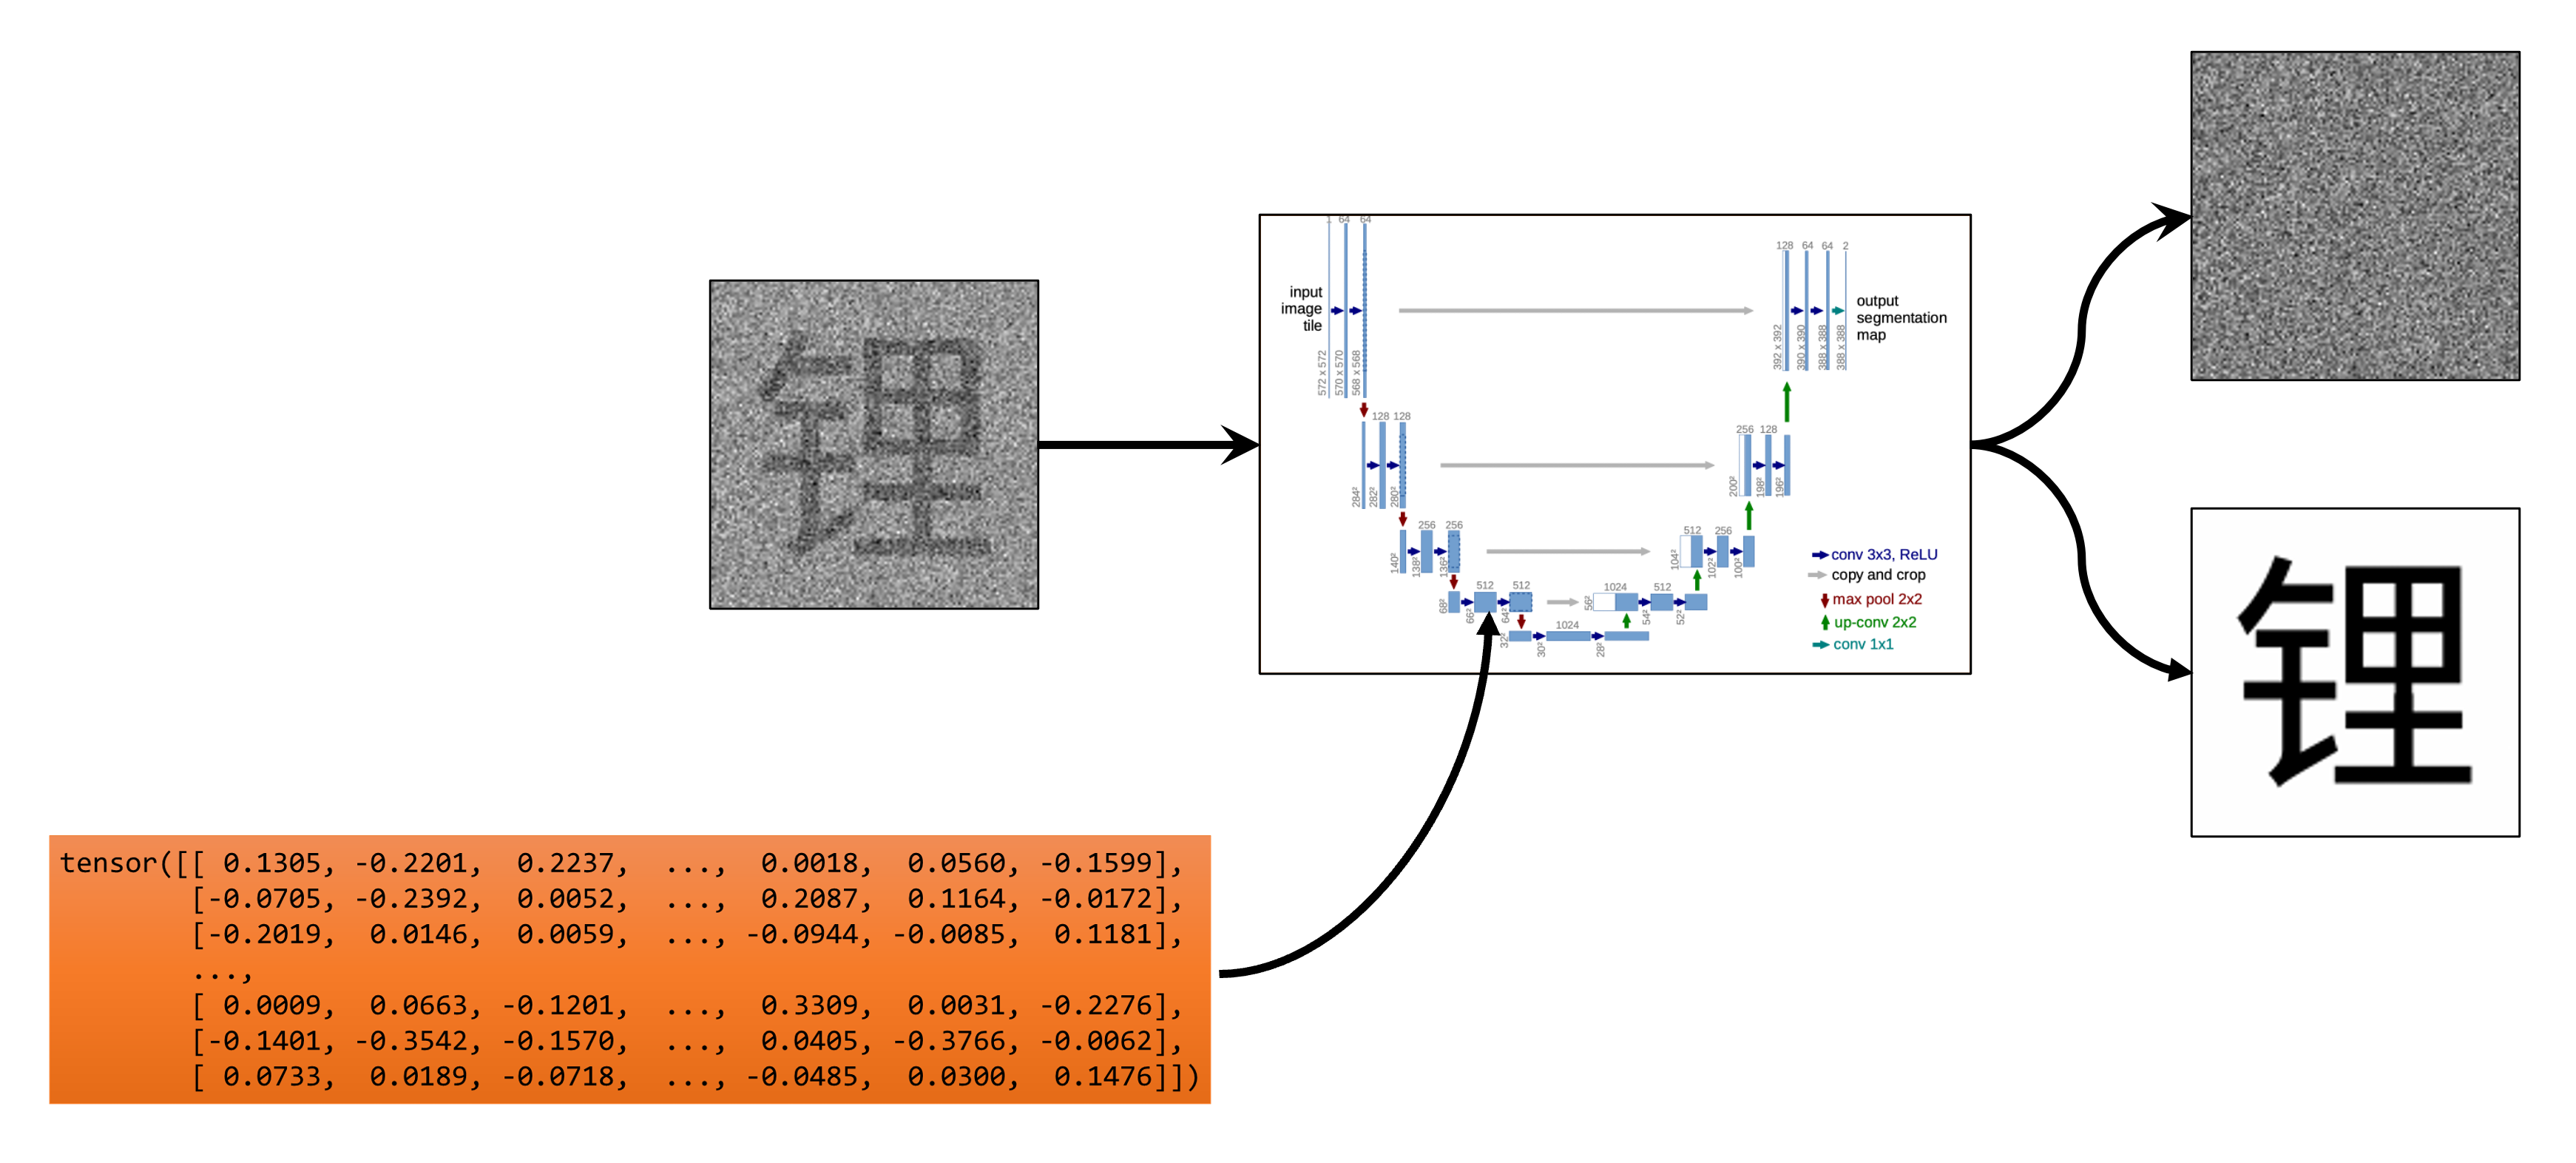 锂
1 64 64
input
image
tile
572 x 572
570 x 570
568 x 568
128 64 64 2
392 x 392
390 x 390
388 x 388
388 x 388
output
segmentation
map
128 128
284²
282²
280²
256 128
200²
198²
196²
256 256
140²
138²
136²
512 256
104²
102²
100²
512 512
68²
66²
64²
1024 512
56²
54²
52²
1024
32²
30²
28²
conv 3x3, ReLU
copy and crop
max pool 2x2
up-conv 2x2
conv 1x1
锂
tensor([[ 0.1305, -0.2201, 0.2237, ..., 0.0018, 0.0560, -0.1599],
[-0.0705, -0.2392, 0.0052, ..., 0.2087, 0.1164, -0.0172],
[-0.2019, 0.0146, 0.0059, ..., -0.0944, -0.0085, 0.1181],
...,
[ 0.0009, 0.0663, -0.1201, ..., 0.3309, 0.0031, -0.2276],
[-0.1401, -0.3542, -0.1570, ..., 0.0405, -0.3766, -0.0062],
[ 0.0733, 0.0189, -0.0718, ..., -0.0485, 0.0300, 0.1476]])